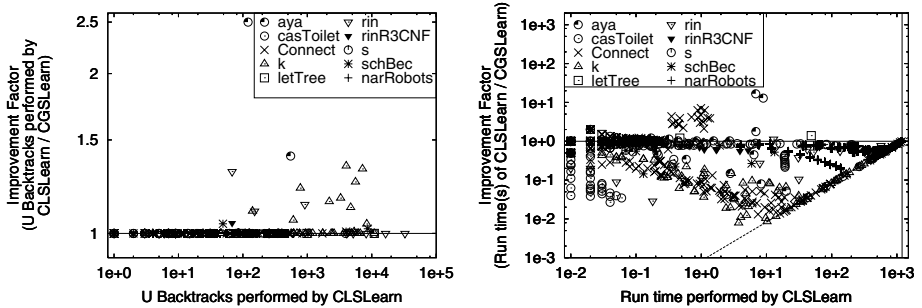 Improvement Factor
(U Backtracks performed by
CLSLearn / CGSLearn)
2.5
2
1.5
1
aya
casToilet
Connect
k
letTree
rin
rinR3CNF
s
schBec
narRobots
1e+0
1e+1
1e+2
1e+3
1e+4
1e+5
U Backtracks performed by CLSLearn
Improvement Factor
(Run time(s) of CLSLearn / CGSLearn)
1e+3
1e+2
1e+1
1e+0
1e-1
1e-2
1e-3
aya
casToilet
Connect
k
letTree
rin
rinR3CNF
s
schBec
narRobots
1e-2
1e-1
1e+0
1e+1
1e+2
1e+3
Run time performed by CLSLearn